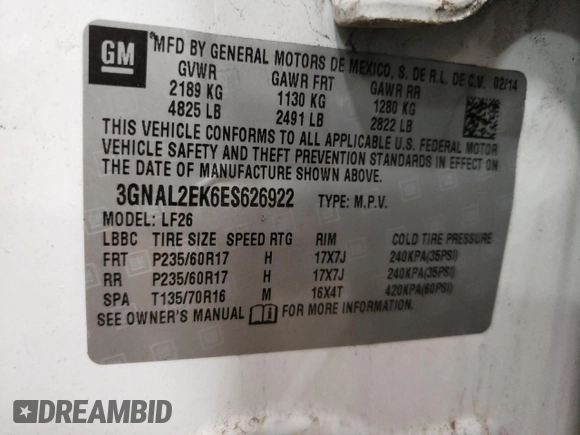 GM
MFD BY GENERAL MOTORS DE MEXICO, S. DE R.L. DE C.V. 02/14
GVWR GAWR FRT GAWR RR
2189 KG 1130 KG 1280 KG
4825 LB 2491 LB 2822 LB
THIS VEHICLE CONFORMS TO ALL APPLICABLE U.S. FEDERAL MOTOR
VEHICLE SAFETY AND THEFT PREVENTION STANDARDS IN EFFECT ON
THE DATE OF MANUFACTURE SHOWN ABOVE.
3GNAL2EK6ES626922 TYPE: M.P.V.
MODEL: LF26
LBBC TIRE SIZE SPEED RTG RIM COLD TIRE PRESSURE
FRT P235/60R17 H 17X7J 240KPA(35PSI)
RR P235/60R17 H 17X7J 240KPA(35PSI)
SPA T135/70R16 M 16X4T 420KPA(60PSI)
SEE OWNER'S MANUAL i FOR MORE INFORMATION.
DREAMBID